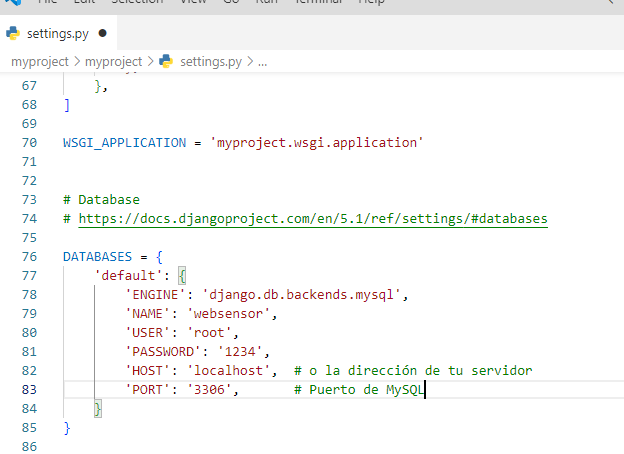 File Edit Selection View Go Run Terminal Help
settings.py
myproject > myproject > settings.py > ...
67 },
68 ]
69
70 WSGI_APPLICATION = 'myproject.wsgi.application'
71
72
73 # Database
74 # https://docs.djangoproject.com/en/5.1/ref/settings/#databases
75
76 DATABASES = {
77 'default': {
78 'ENGINE': 'django.db.backends.mysql',
79 'NAME': 'websensor',
80 'USER': 'root',
81 'PASSWORD': '1234',
82 'HOST': 'localhost', # o la dirección de tu servidor
83 'PORT': '3306', # Puerto de MySQL
84 }
85 }
86